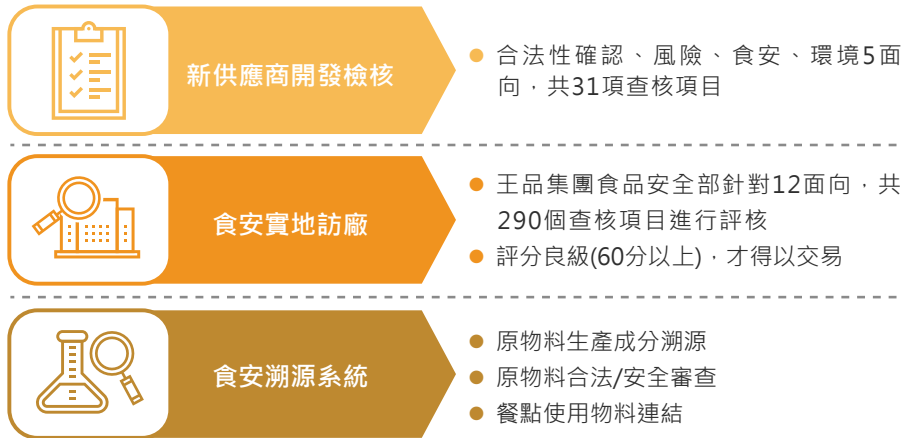 新供應商開發檢核
合法性確認、風險、食安、環境5面
向，共31項查核項目
食安實地訪廠
王品集團食品安全部針對12面向，共
290個查核項目進行評核
評分良級(60分以上)，才得以交易
食安溯源系統
原物料生產成分溯源
原物料合法/安全審查
餐點使用物料連結